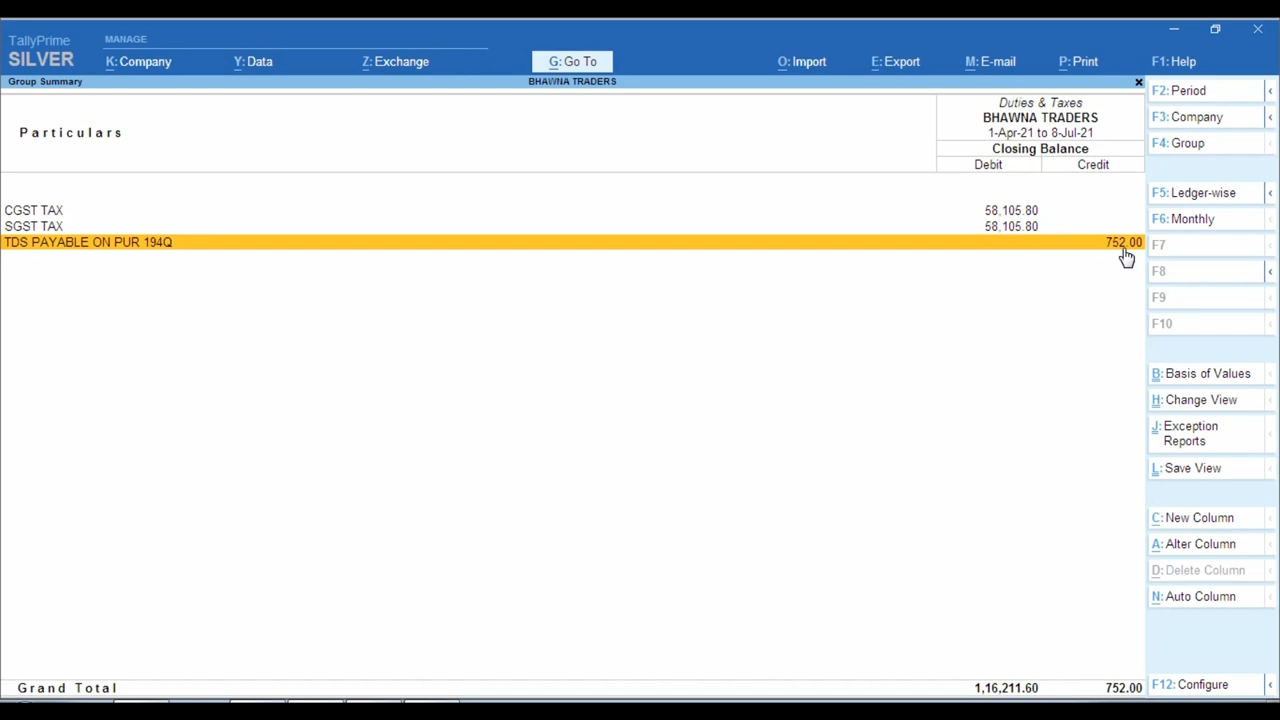 TallyPrime
SILVER
MANAGE
K: Company
Y: Data
Z: Exchange
G: Go To
O: Import
E: Export
M: E-mail
P: Print
F1: Help
Group Summary
BHAWNA TRADERS
Particulars
Duties & Taxes
BHAWNA TRADERS
1-Apr-21 to 8-Jul-21
Closing Balance
Debit Credit
CGST TAX 58,105.80
SGST TAX 58,105.80
TDS PAYABLE ON PUR 194Q 752.00
Grand Total 1,16,211.60 752.00
F2: Period
F3: Company
F4: Group
F5: Ledger-wise
F6: Monthly
F7
F8
F9
F10
B: Basis of Values
H: Change View
J: Exception
Reports
L: Save View
C: New Column
A: Alter Column
D: Delete Column
N: Auto Column
F12: Configure